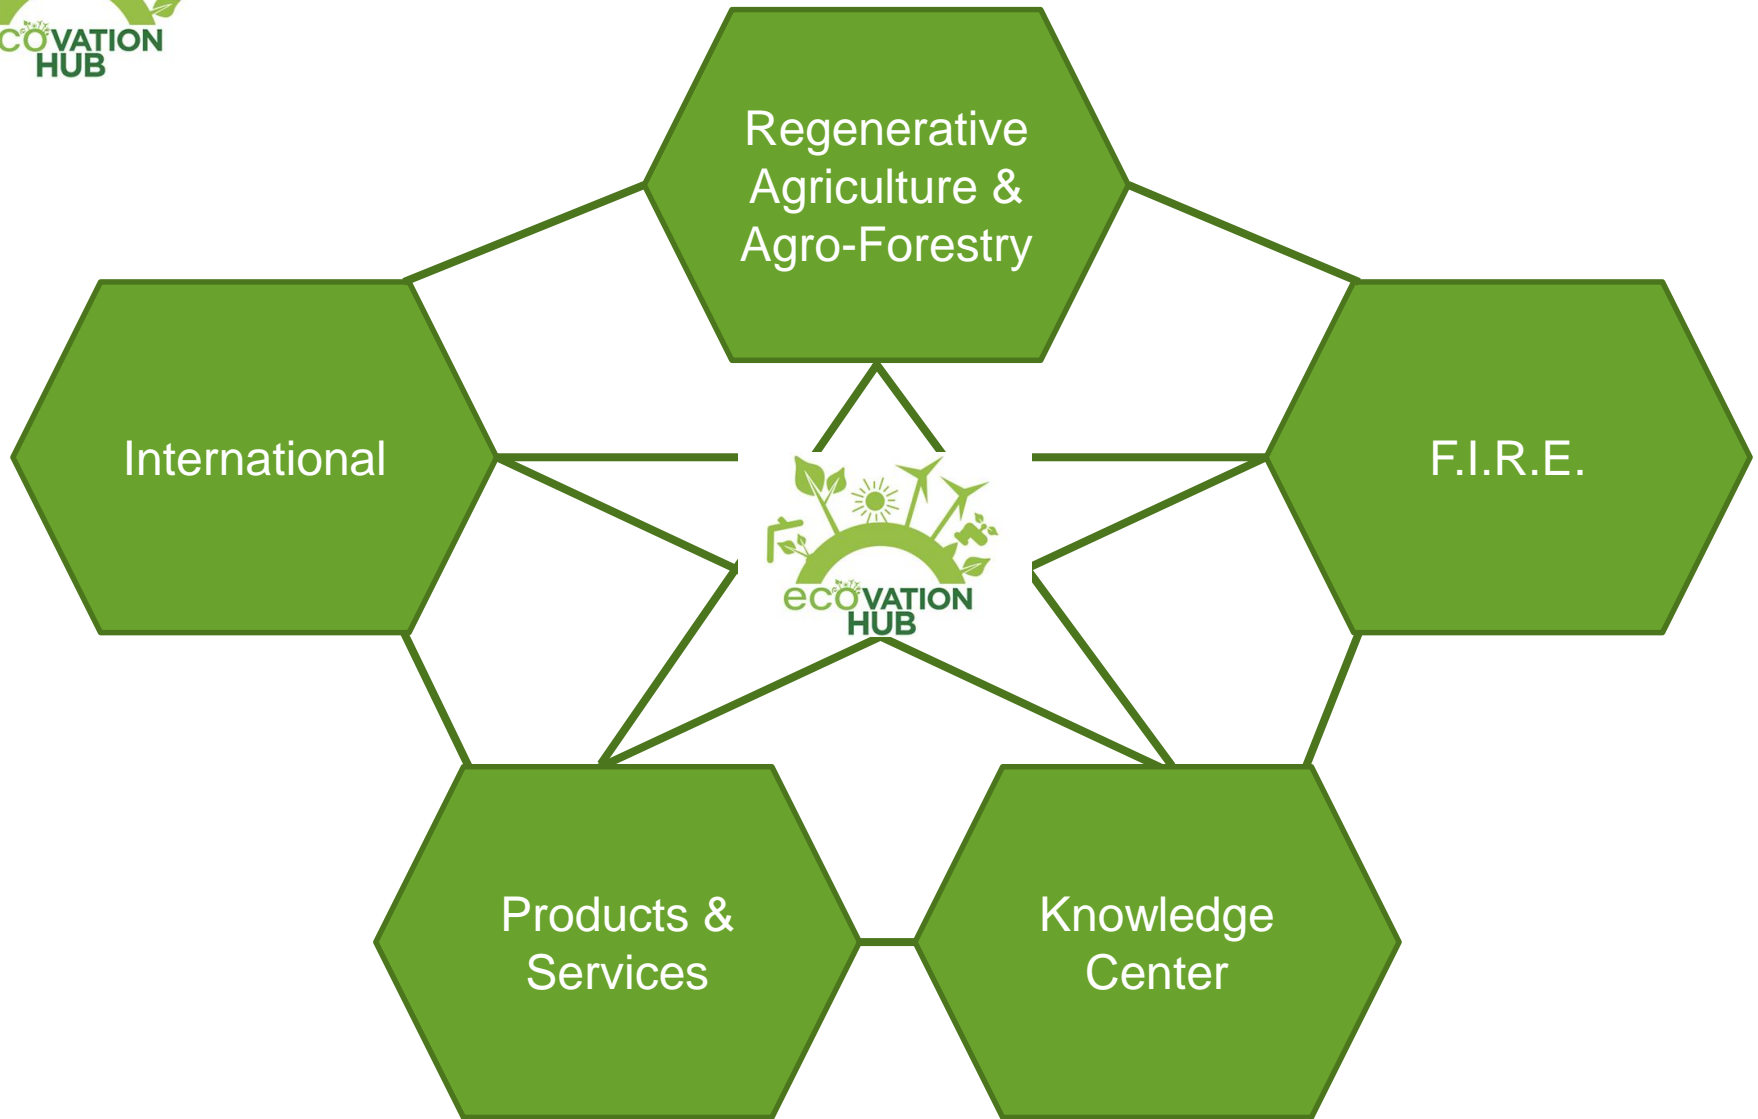 COVATION
HUB
Regenerative
Agriculture &
Agro-Forestry
International
F.I.R.E.
ecoVATION
HUB
Products &
Services
Knowledge
Center